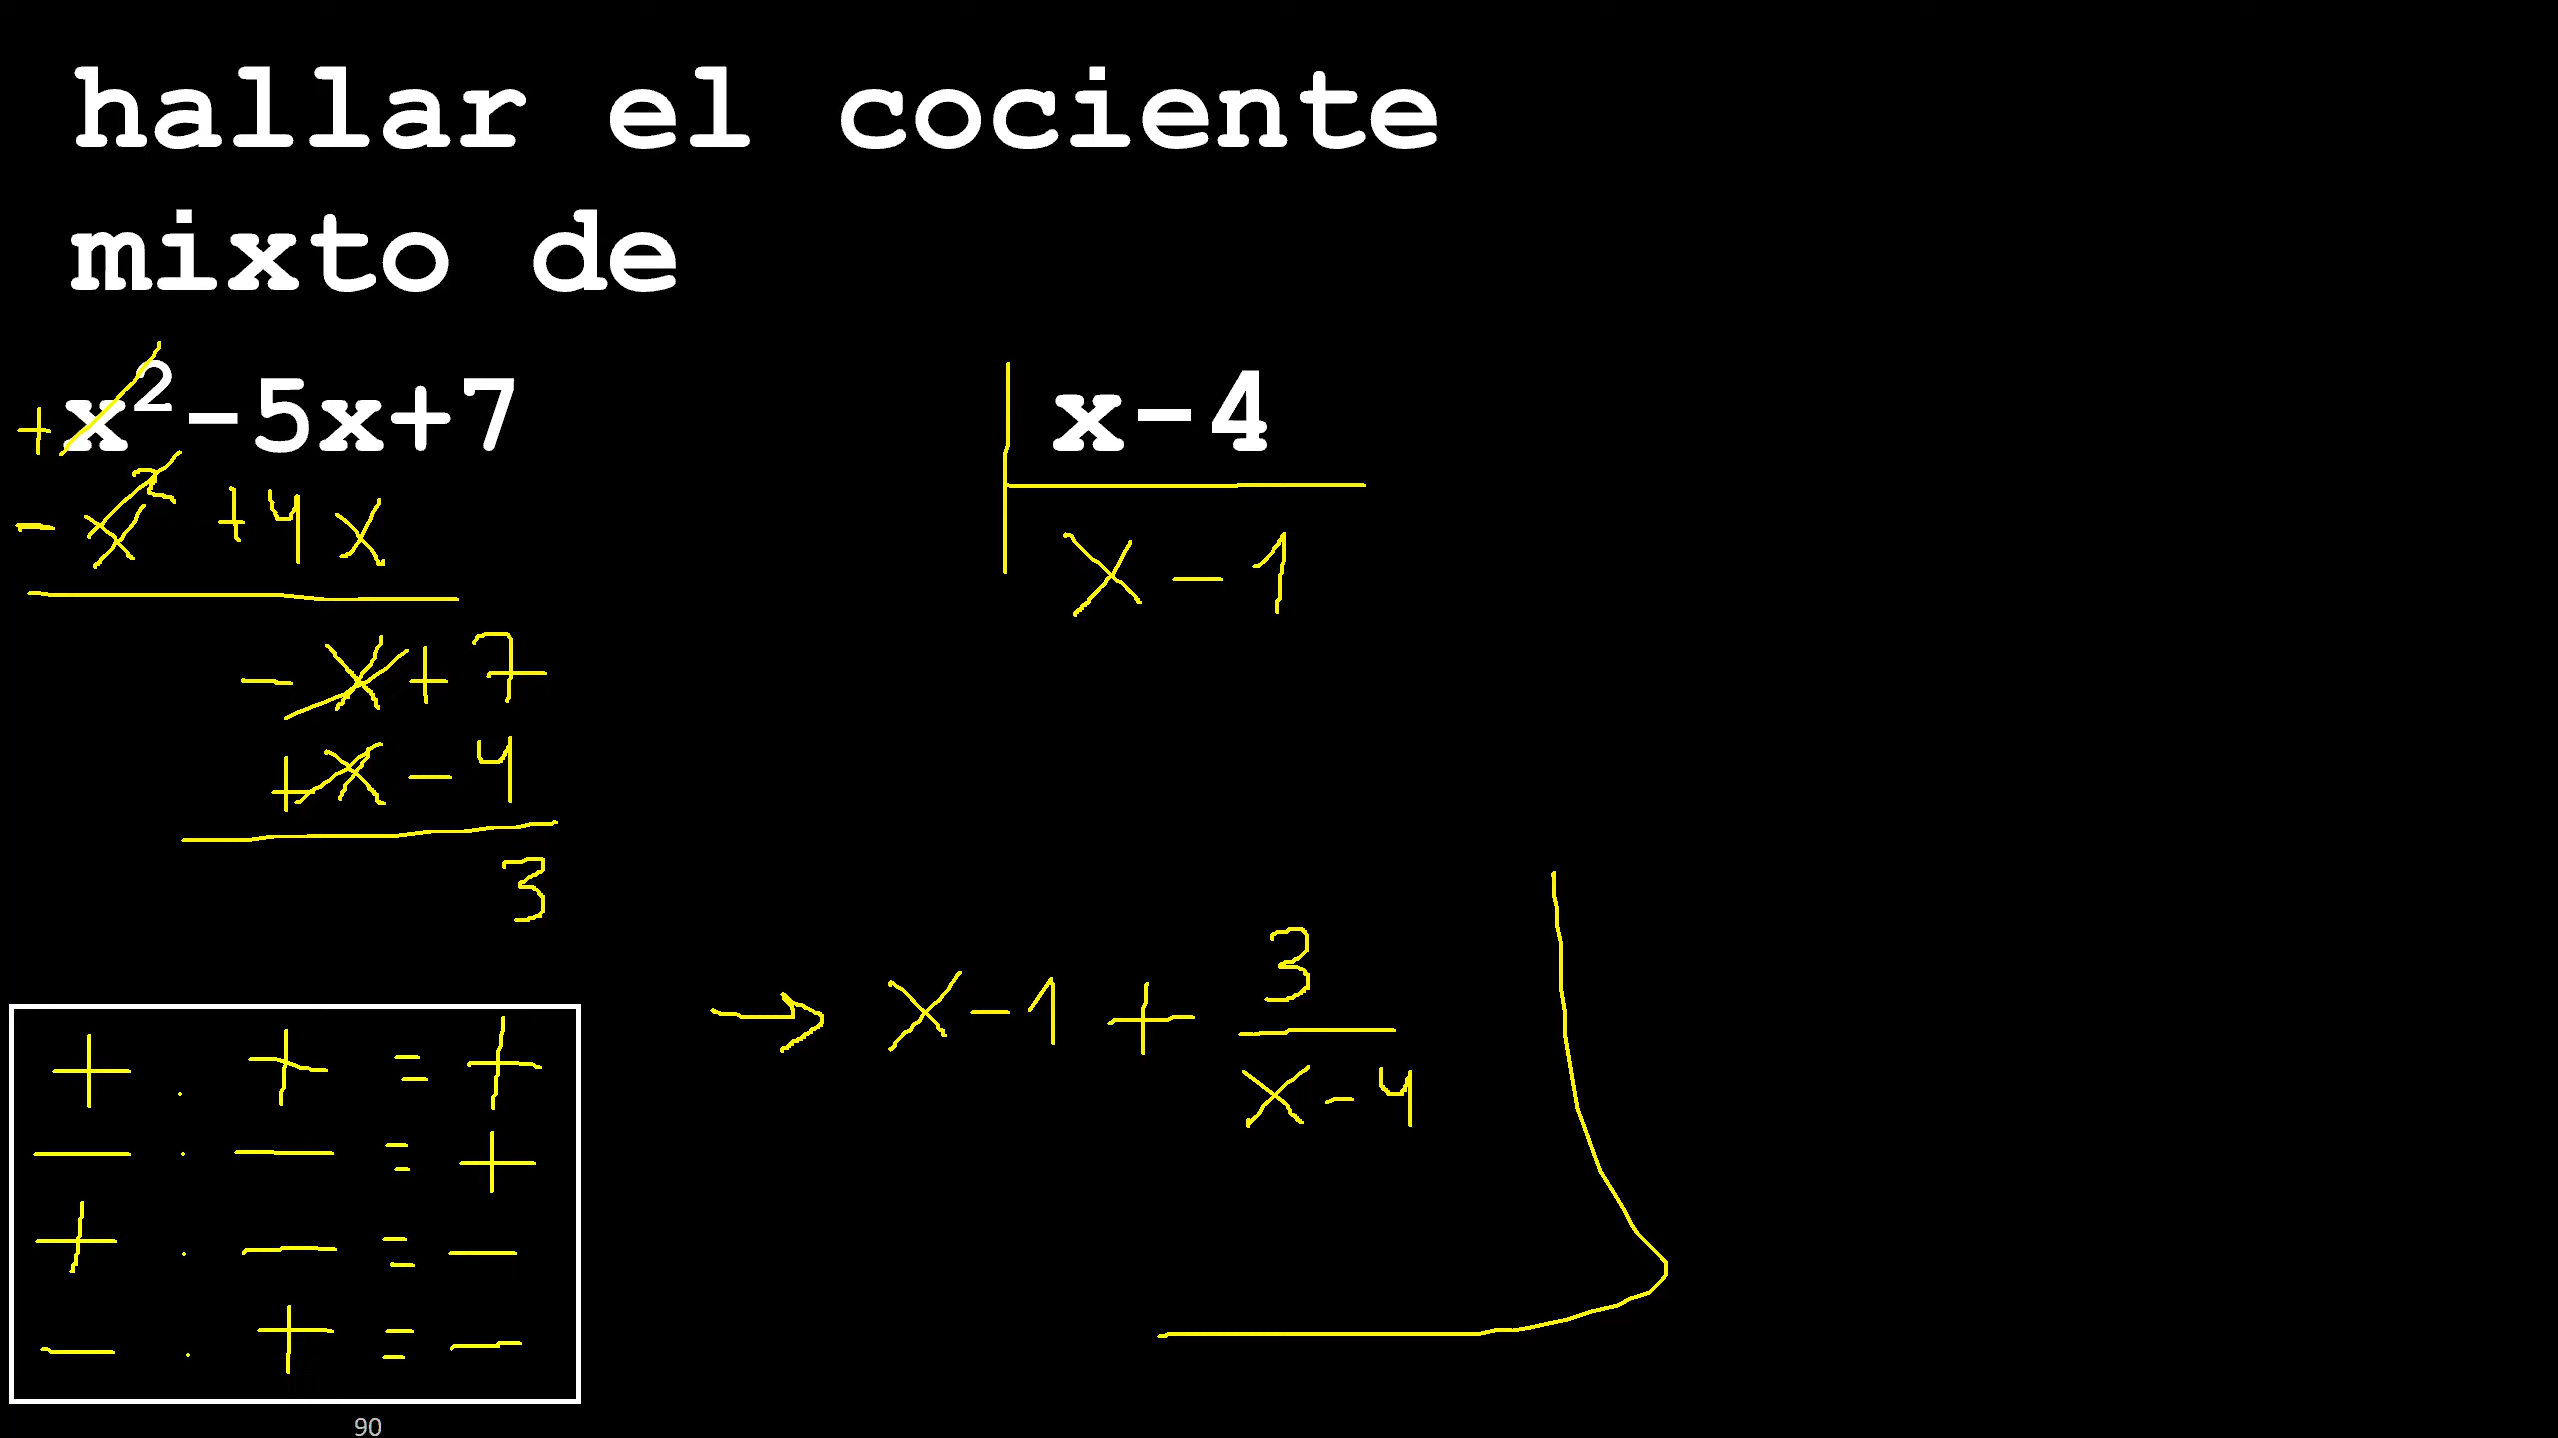 hallar el cociente
mixto de
+x²-5x+7
x-4
- x² +4x
x - 1
- x + 7
+ x - 4
3
→ x - 1 + 3/(x - 4)
+ . + = +
- . - = +
+ . - = -
- . + = -
90